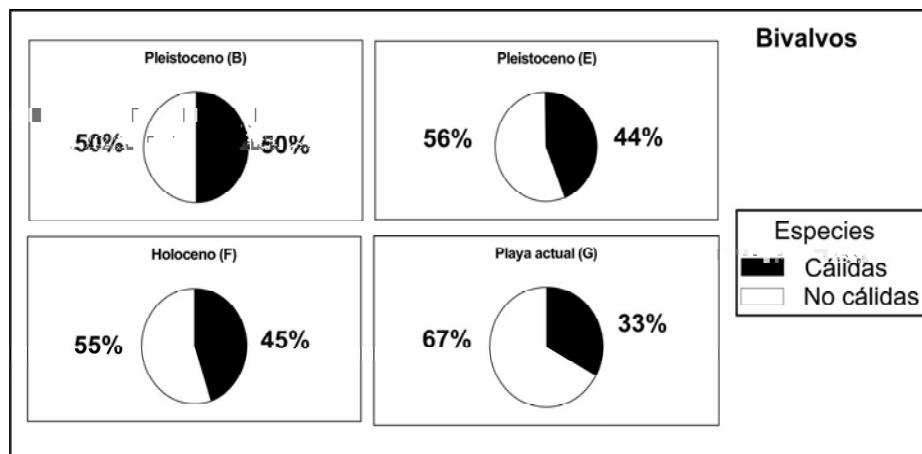 Bivalvos
Pleistoceno (B)
50%
50%
Pleistoceno (E)
56%
44%
Holoceno (F)
55%
45%
Playa actual (G)
67%
33%
Especies
Cálidas
No cálidas